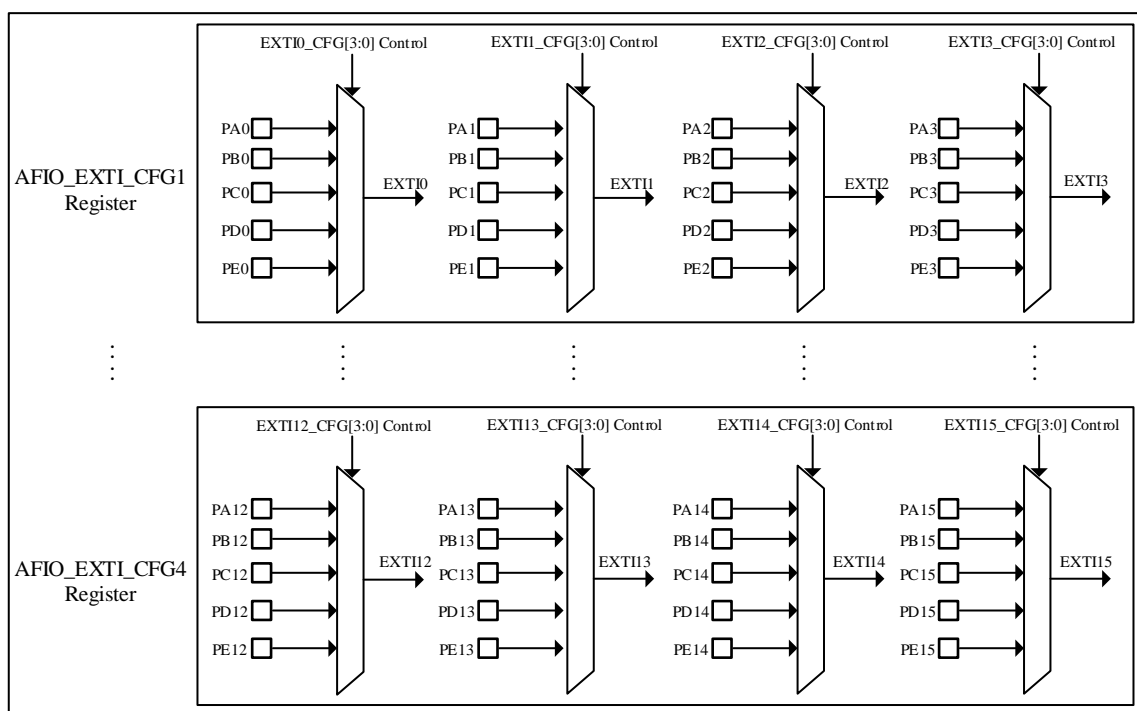 EXTI0_CFG[3:0] Control
EXTI1_CFG[3:0] Control
EXTI2_CFG[3:0] Control
EXTI3_CFG[3:0] Control
AFIO_EXTI_CFG1
Register
PA0
PB0
PC0
PD0
PE0
EXTI0
PA1
PB1
PC1
PD1
PE1
EXTI1
PA2
PB2
PC2
PD2
PE2
EXTI2
PA3
PB3
PC3
PD3
PE3
EXTI3
EXTI12_CFG[3:0] Control
EXTI13_CFG[3:0] Control
EXTI14_CFG[3:0] Control
EXTI15_CFG[3:0] Control
AFIO_EXTI_CFG4
Register
PA12
PB12
PC12
PD12
PE12
EXTI12
PA13
PB13
PC13
PD13
PE13
EXTI13
PA14
PB14
PC14
PD14
PE14
EXTI14
PA15
PB15
PC15
PD15
PE15
EXTI15